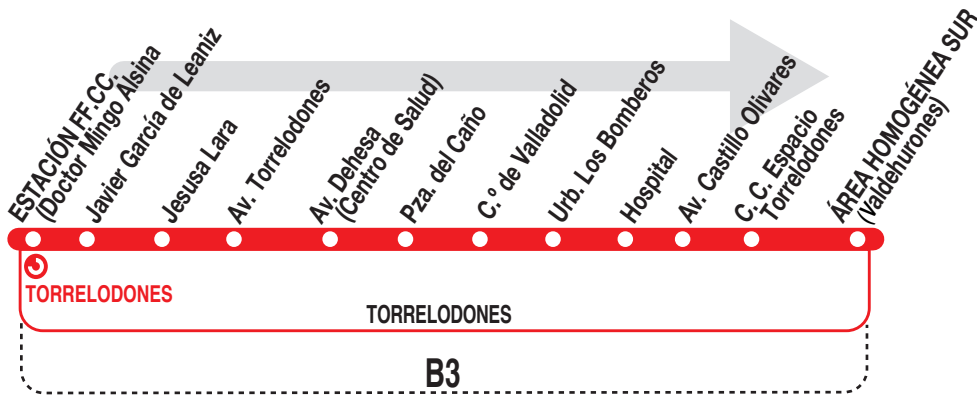 ESTACIÓN FF.CC.
(Doctor Mingo Alsina
Javier García de Leaniz
Jesusa Lara
Av. Torrelodones
Av. Dehesa
(Centro de Salud)
Pza. del Caño
C.º de Valladolid
Urb. Los Bomberos
Hospital
Av. Castillo Olivares
C. C. Espacio
Torrelodones
ÁREA HOMOGÉNEA SUR
(Valdehurones)
TORRELODONES
TORRELODONES
B3